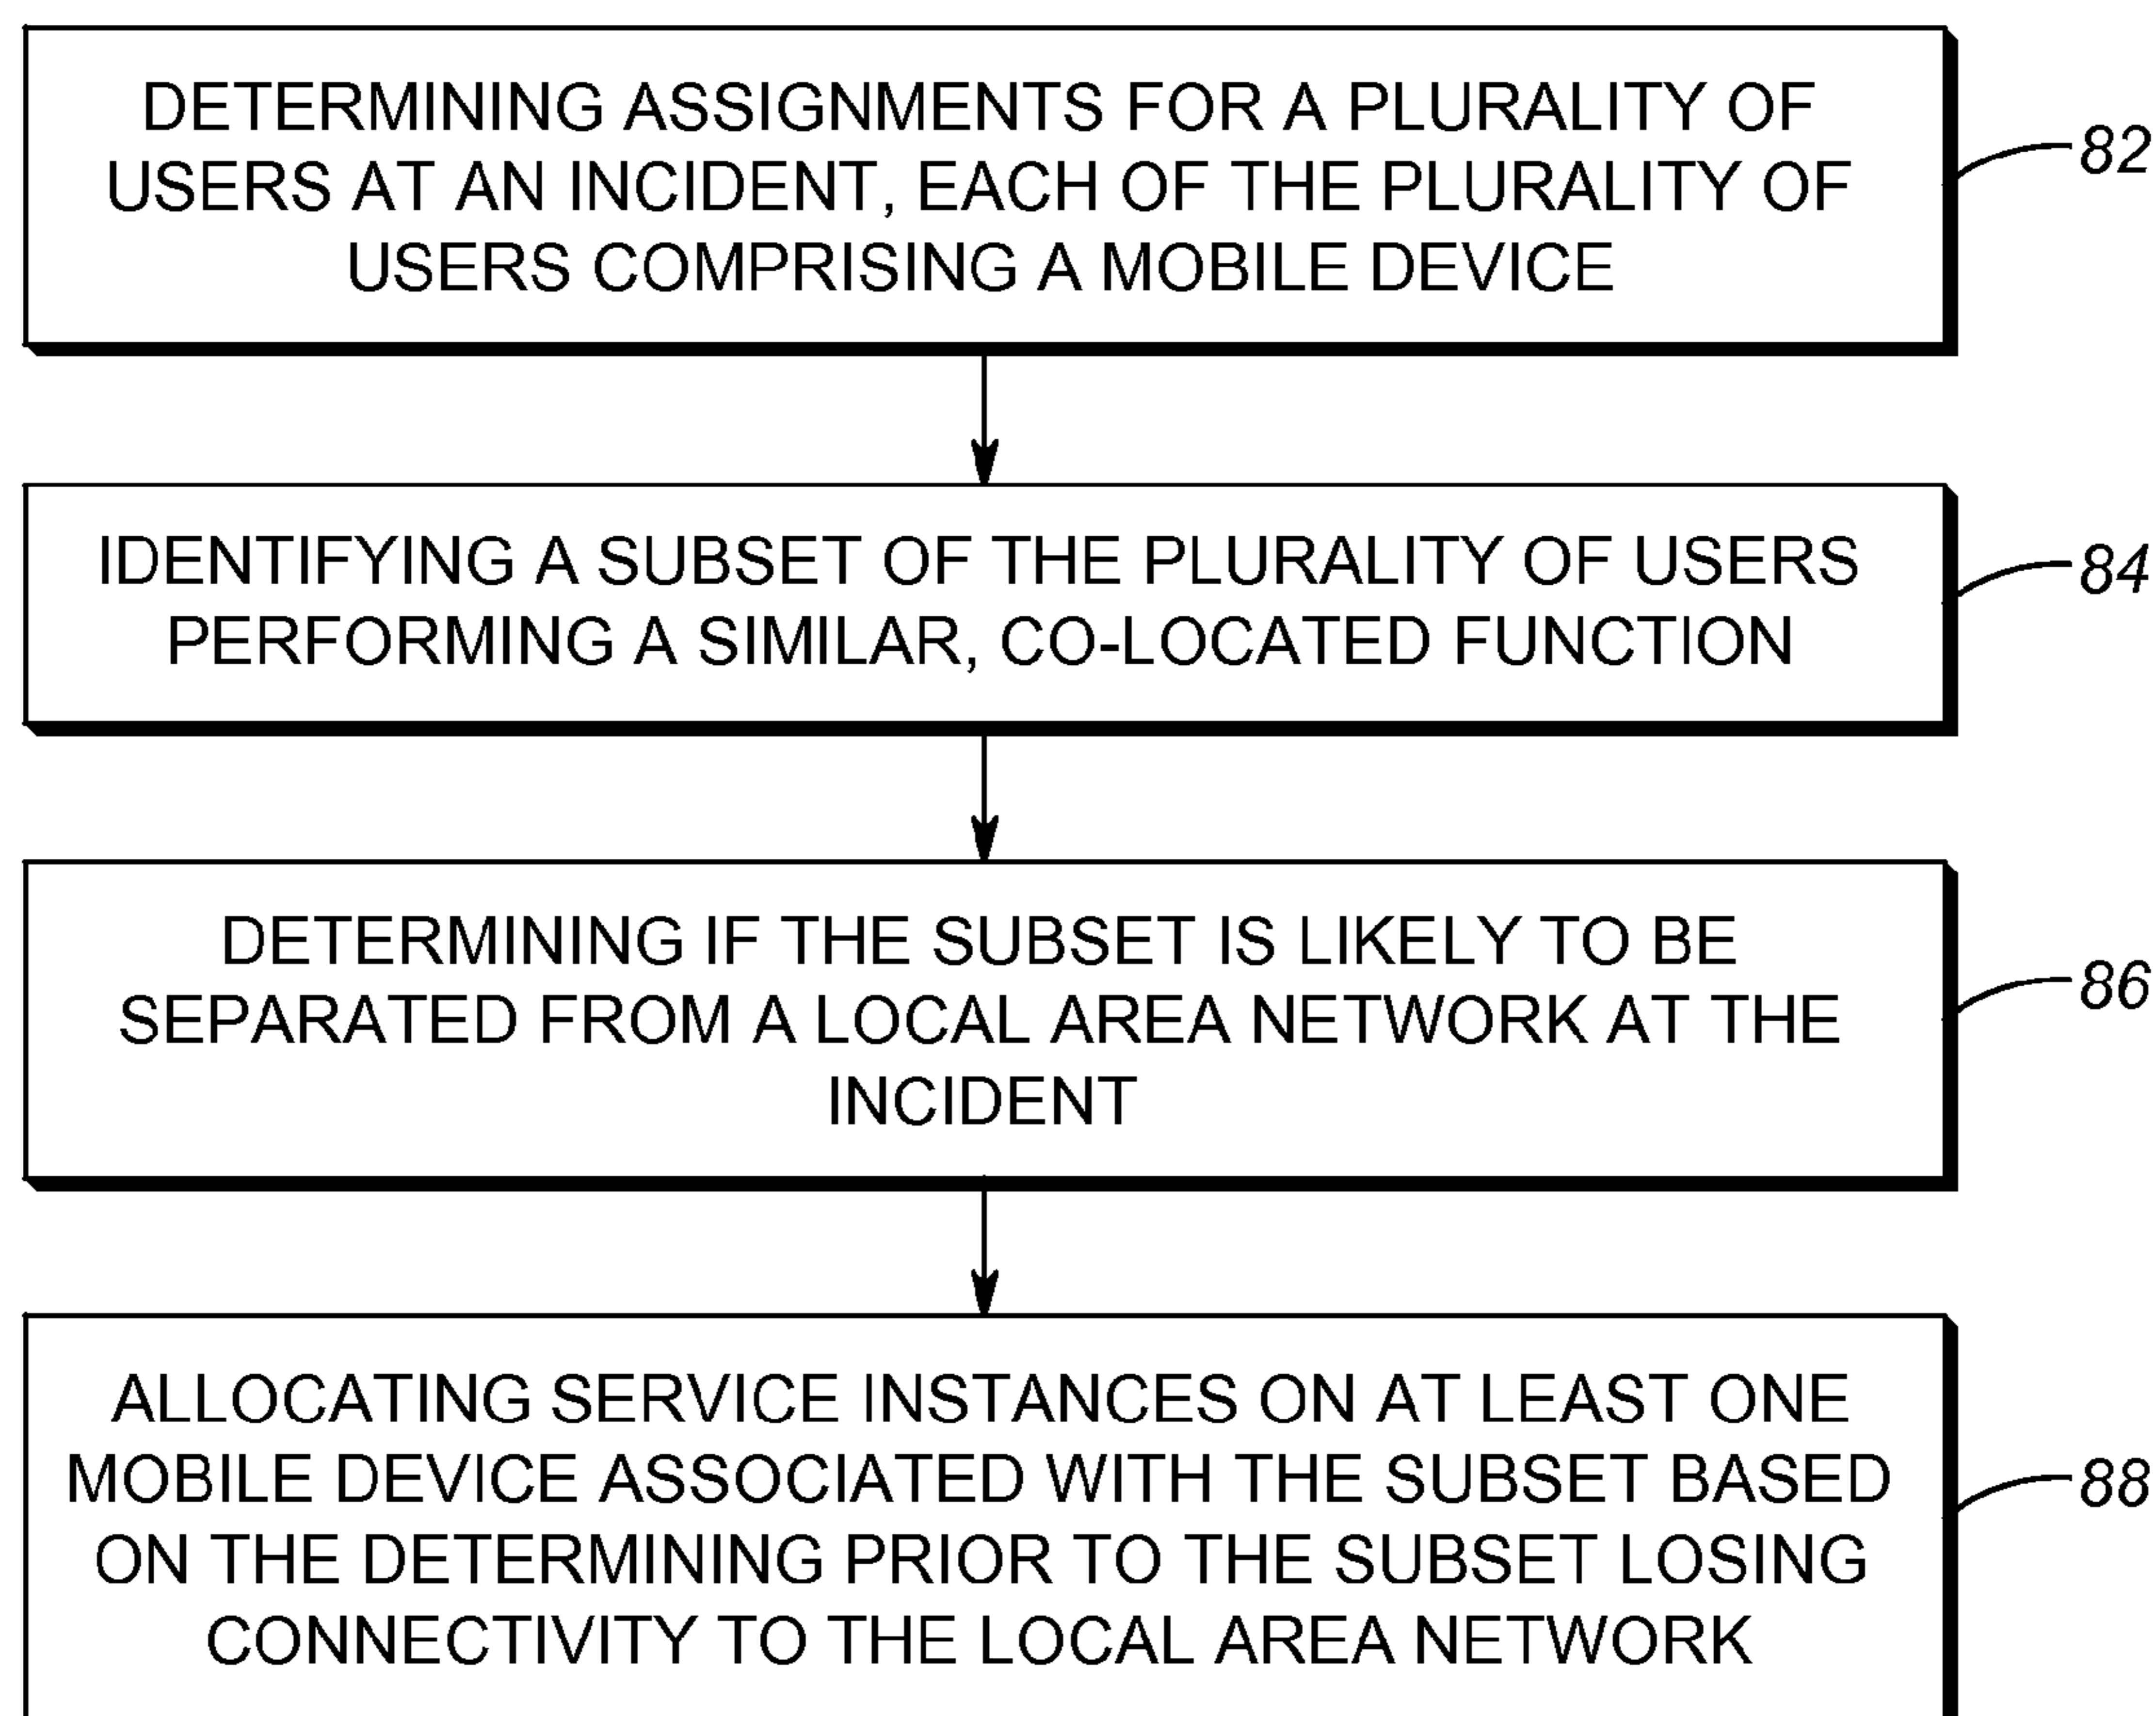 DETERMINING ASSIGNMENTS FOR A PLURALITY OF
USERS AT AN INCIDENT, EACH OF THE PLURALITY OF
USERS COMPRISING A MOBILE DEVICE
82
IDENTIFYING A SUBSET OF THE PLURALITY OF USERS
PERFORMING A SIMILAR, CO-LOCATED FUNCTION
84
DETERMINING IF THE SUBSET IS LIKELY TO BE
SEPARATED FROM A LOCAL AREA NETWORK AT THE
INCIDENT
86
ALLOCATING SERVICE INSTANCES ON AT LEAST ONE
MOBILE DEVICE ASSOCIATED WITH THE SUBSET BASED
ON THE DETERMINING PRIOR TO THE SUBSET LOSING
CONNECTIVITY TO THE LOCAL AREA NETWORK
88